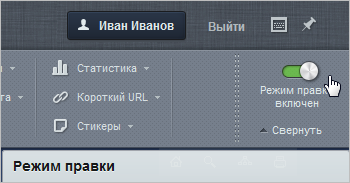 Иван Иванов
Выйти
Статистика
Короткий URL
Стикеры
Режим правки
включен
Свернуть
Режим правки